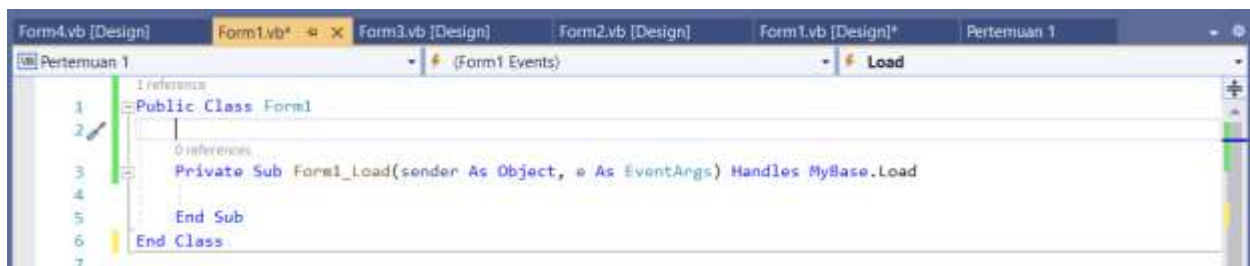 Form4.vb [Design] Form1.vb* Form3.vb [Design] Form2.vb [Design] Form1.vb [Design]* Pertemuan 1
VB Pertemuan 1 (Form1 Events) Load
1 reference
1 Public Class Form1
2
0 references
3 Private Sub Form1_Load(sender As Object, e As EventArgs) Handles MyBase.Load
4
5 End Sub
6 End Class
7